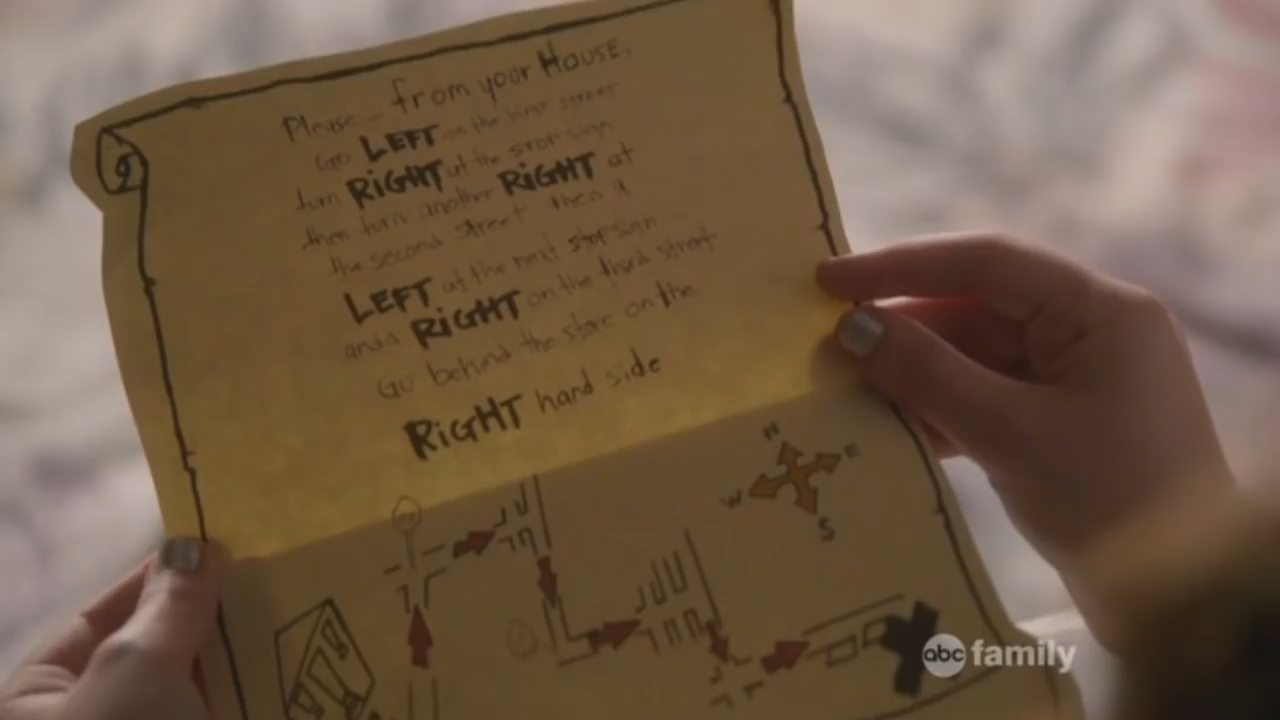 Please... from your House,
Go LEFT on the first street
turn RIGHT at the stop sign
then turn another RIGHT at
the second street then a
LEFT at the next stop sign
and a RIGHT on the third street
Go behind the store on the
RIGHT hand side
N
W E
S
abc family